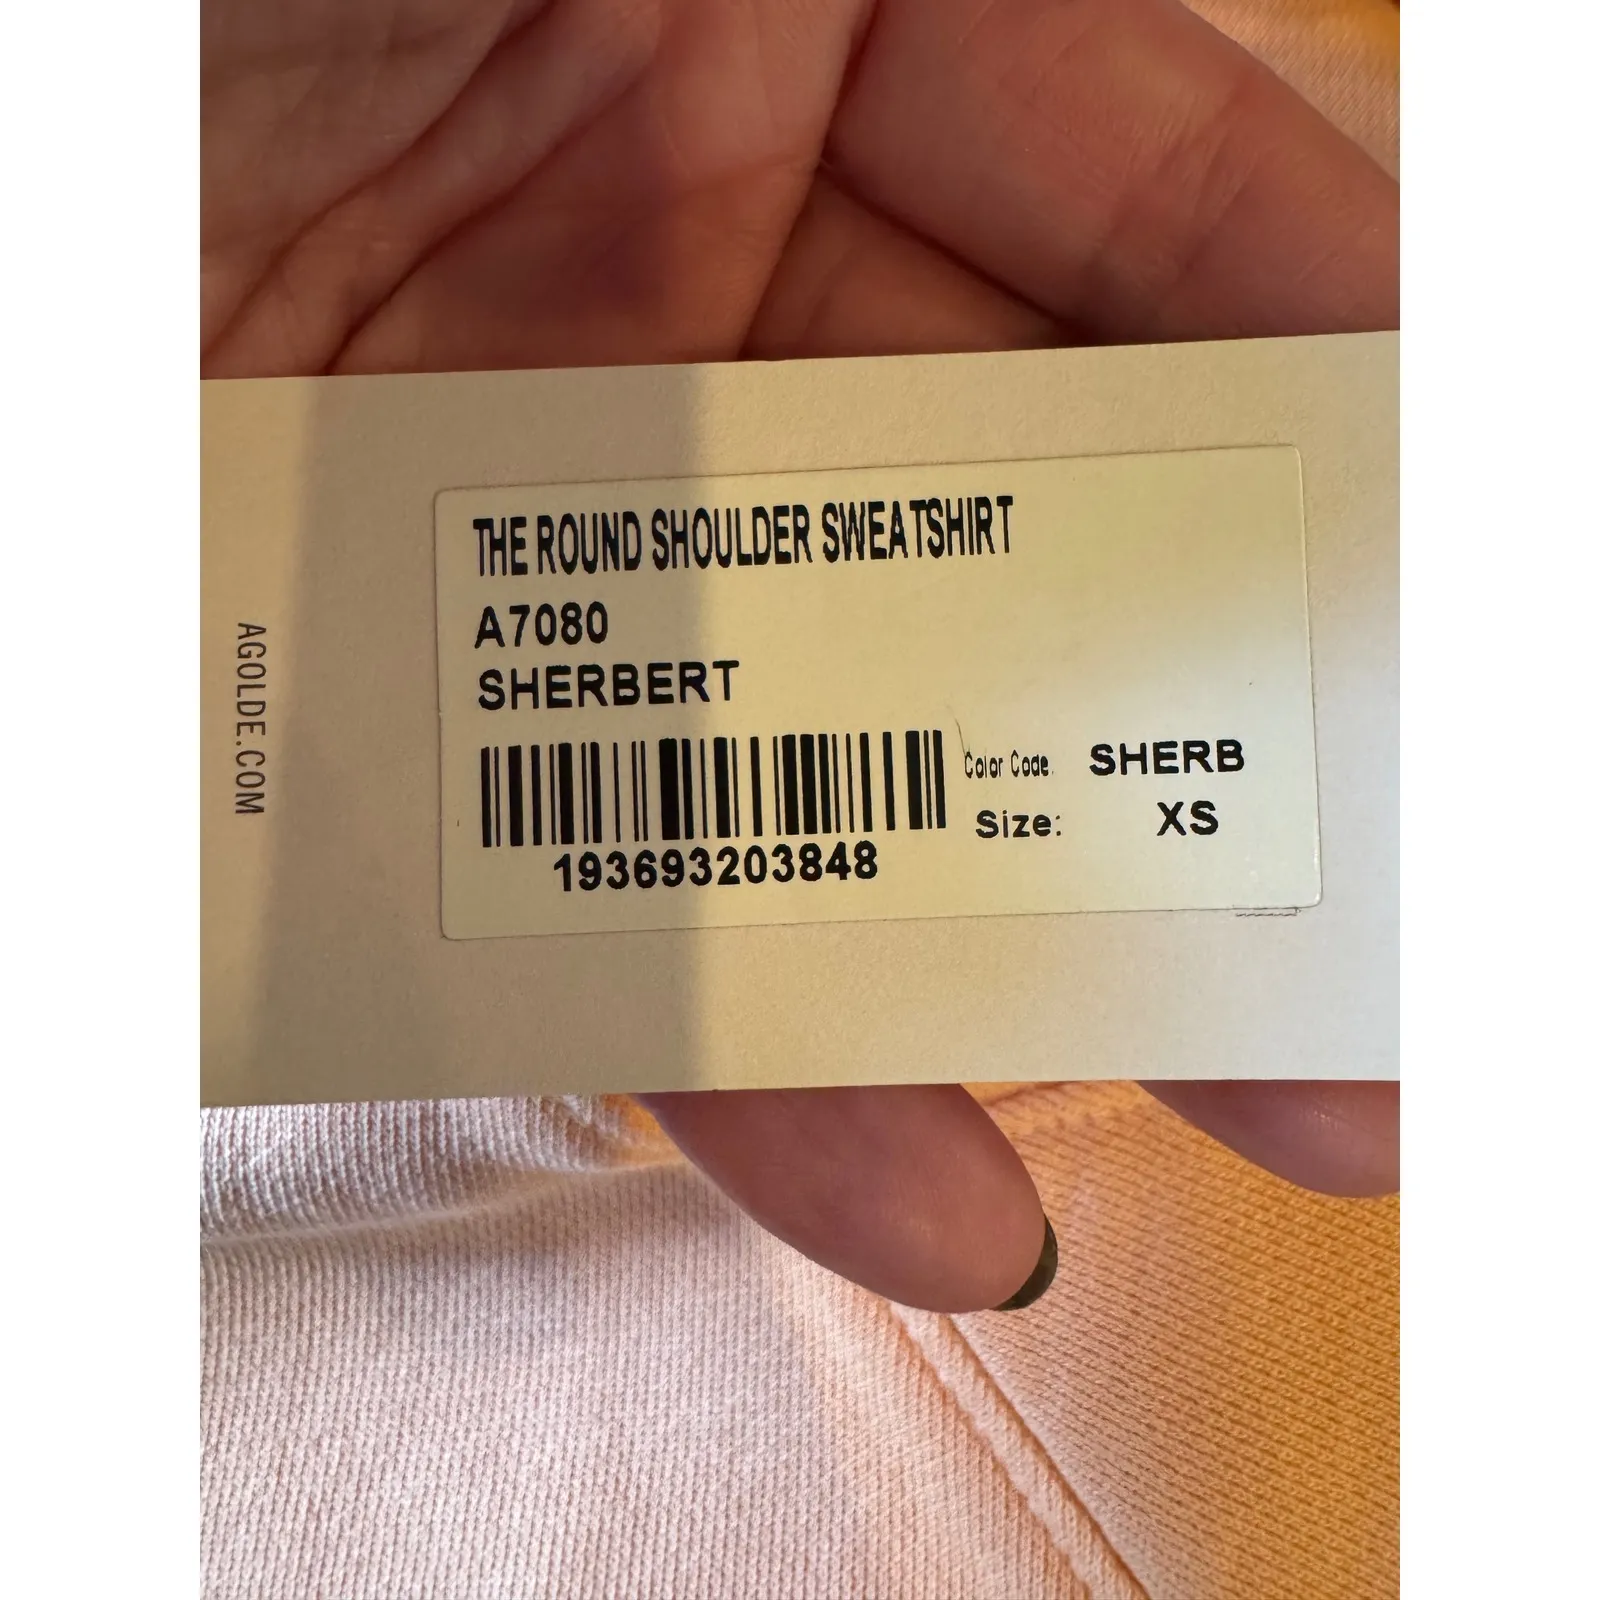 THE ROUND SHOULDER SWEATSHIRT
A7080
SHERBERT
Color Code. SHERB
Size: XS
193693203848
AGOLDE.COM